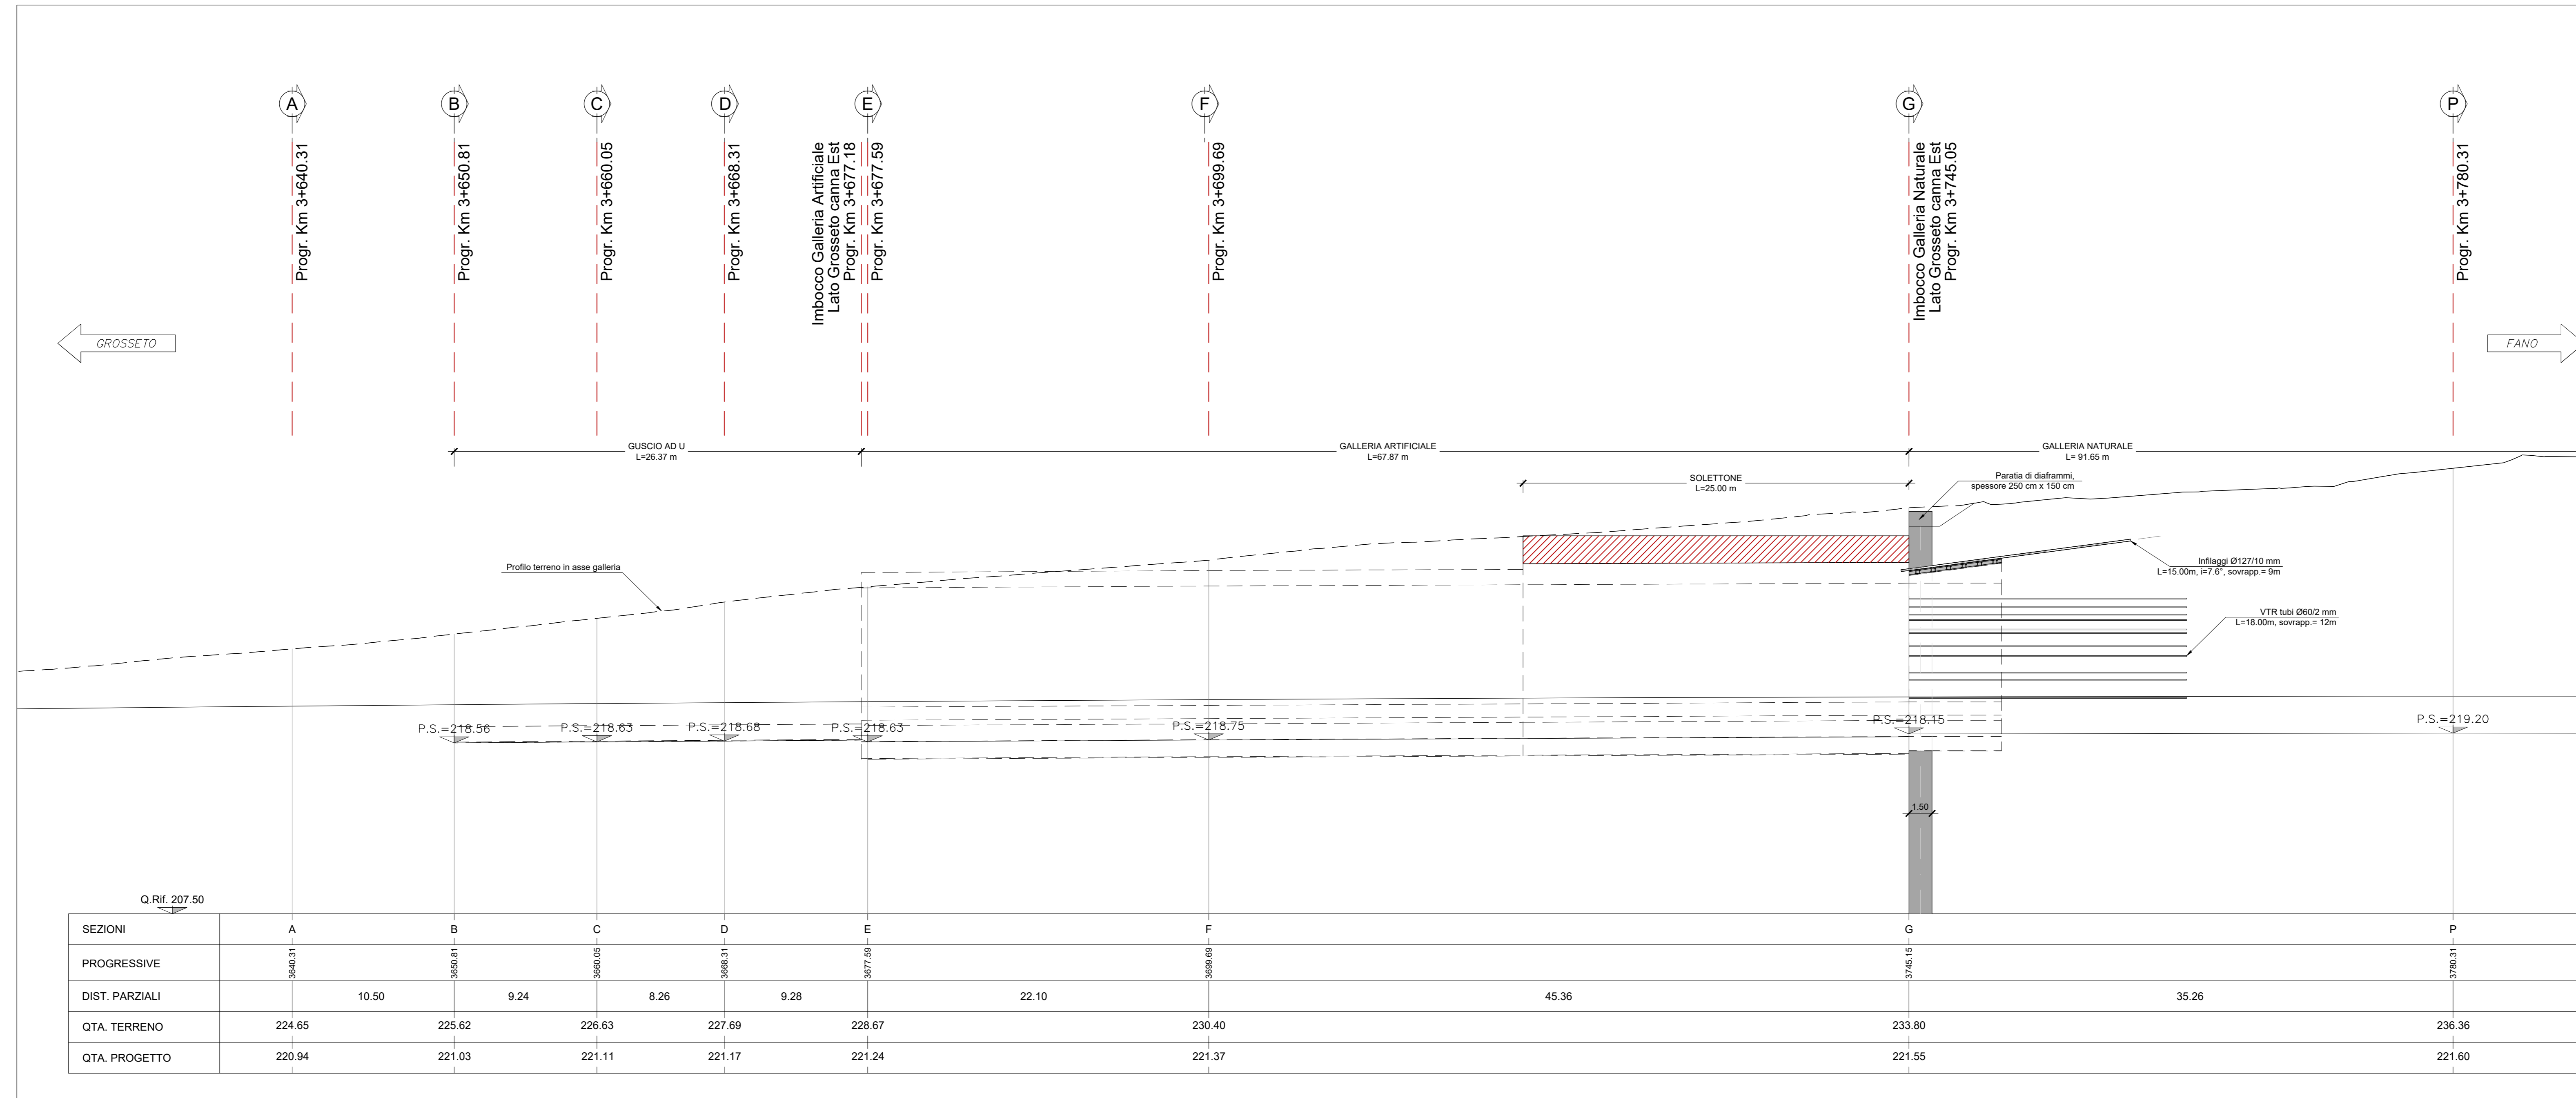 A
B
C
D
E
F
G
P
Progr. Km 3+640.31
Progr. Km 3+650.81
Progr. Km 3+660.05
Progr. Km 3+668.31
Imbocco Galleria Artificiale
Lato Grosseto canna Est
Progr. Km 3+677.18
Progr. Km 3+677.59
Progr. Km 3+699.69
Imbocco Galleria Naturale
Lato Grosseto canna Est
Progr. Km 3+745.05
Progr. Km 3+780.31
GROSSETO
FANO
GUSCIO AD U
L=26.37 m
GALLERIA ARTIFICIALE
L=67.87 m
GALLERIA NATURALE
L= 91.65 m
SOLETTONE
L=25.00 m
Paratia di diaframmi,
spessore 250 cm x 150 cm
Profilo terreno in asse galleria
Infilaggi Ø127/10 mm
L=15.00m, i=7.6°, sovrapp.= 9m
VTR tubi Ø60/2 mm
L=18.00m, sovrapp.= 12m
P.S.=218.56
P.S.=218.63
P.S.=218.68
P.S.=218.63
P.S.=218.75
P.S.=218.15
P.S.=219.20
1.50
Q.Rif. 207.50
SEZIONI A B C D E F G P
PROGRESSIVE 3640.31 3650.81 3660.05 3668.31 3677.59 3699.69 3745.15 3780.31
DIST. PARZIALI 10.50 9.24 8.26 9.28 22.10 45.36 35.26
QTA. TERRENO 224.65 225.62 226.63 227.69 228.67 230.40 233.80 236.36
QTA. PROGETTO 220.94 221.03 221.11 221.17 221.24 221.37 221.55 221.60